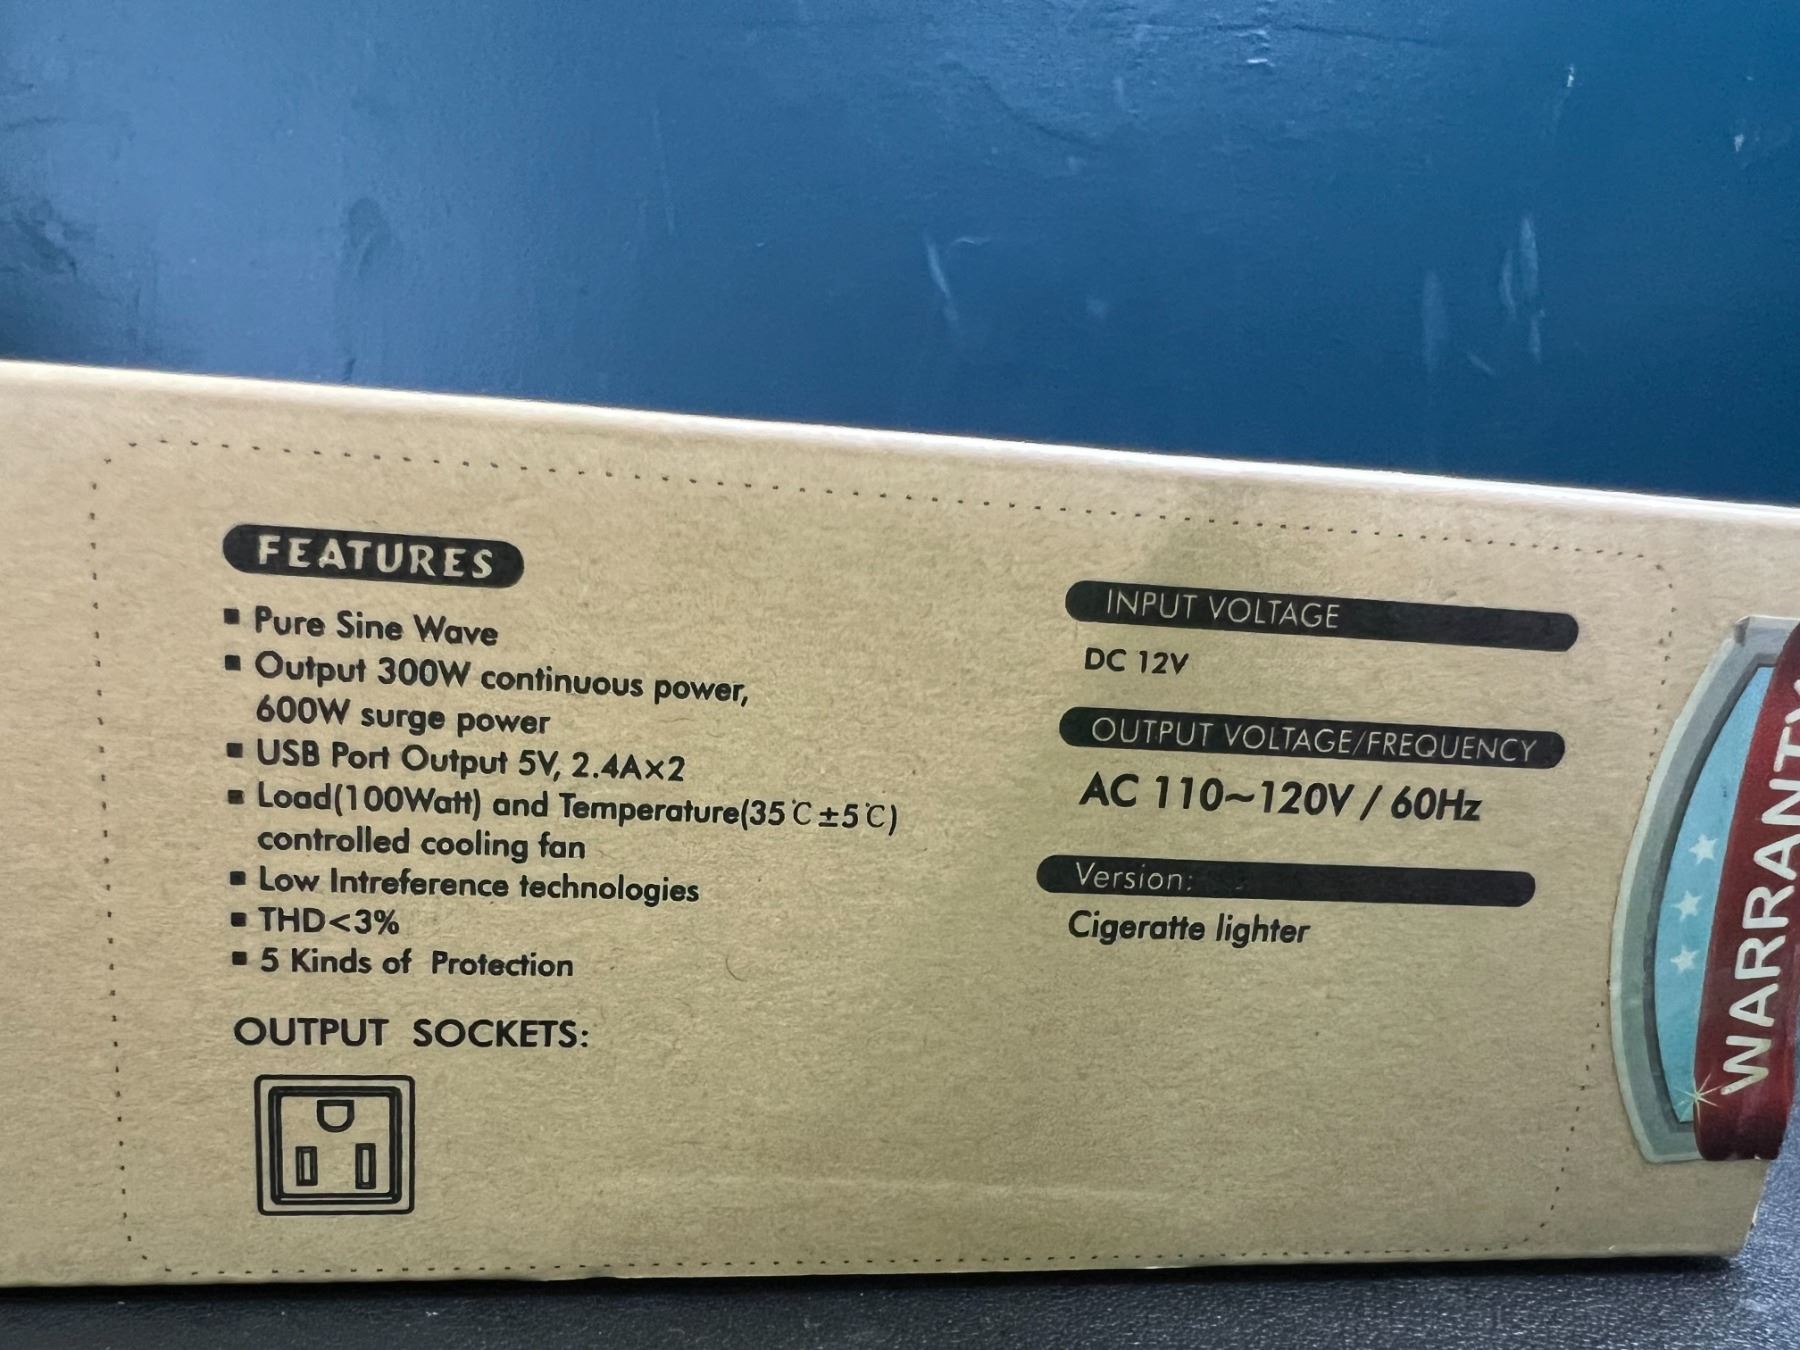 FEATURES
▪ Pure Sine Wave
▪ Output 300W continuous power,
600W surge power
▪ USB Port Output 5V, 2.4A×2
▪ Load(100Watt) and Temperature(35℃±5℃)
controlled cooling fan
▪ Low Intreference technologies
▪ THD<3%
▪ 5 Kinds of Protection
OUTPUT SOCKETS:
INPUT VOLTAGE
DC 12V
OUTPUT VOLTAGE/FREQUENCY
AC 110~120V / 60Hz
Version:
Cigeratte lighter
WARRANTY